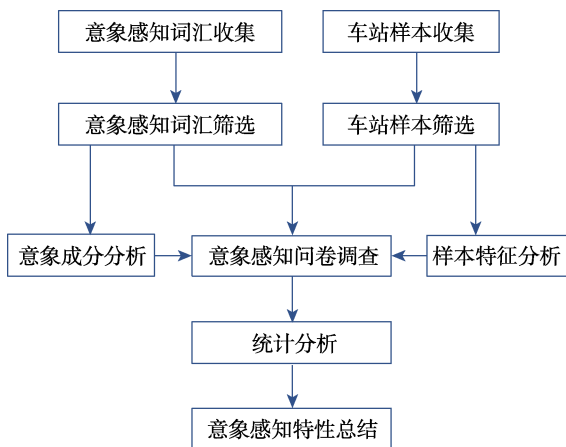 意象感知词汇收集
车站样本收集
意象感知词汇筛选
车站样本筛选
意象成分分析
意象感知问卷调查
样本特征分析
统计分析
意象感知特性总结